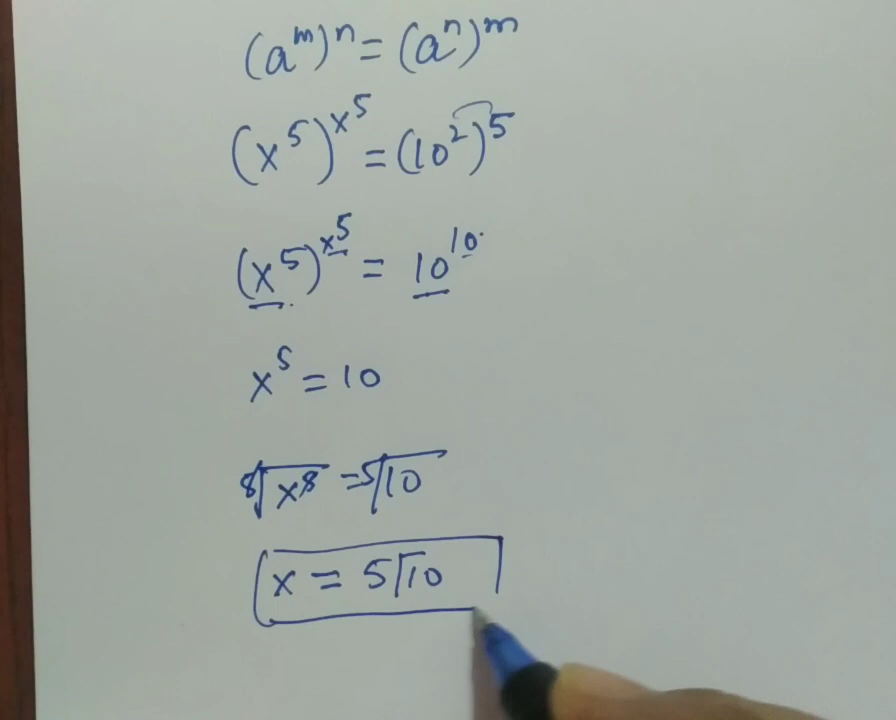 (a^m)^n = (a^n)^m
(x^5)^x^5 = (10^2)^5
(x^5)^x^5 = 10^10
x^5 = 10
⁵√x^5 = ⁵√10
x = 5√10